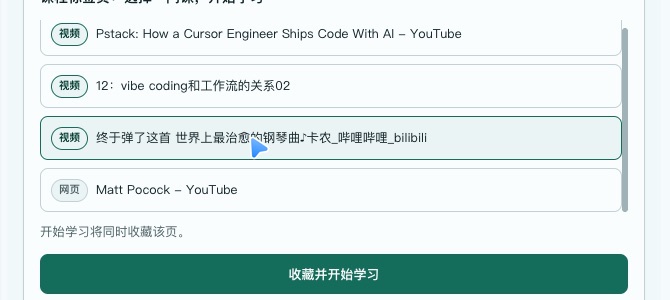 视频 Pstack: How a Cursor Engineer Ships Code With AI - YouTube
视频 12：vibe coding和工作流的关系02
视频 终于弹了这首 世界上最治愈的钢琴曲♪卡农_哔哩哔哩_bilibili
网页 Matt Pocock - YouTube
开始学习将同时收藏该页。
收藏并开始学习